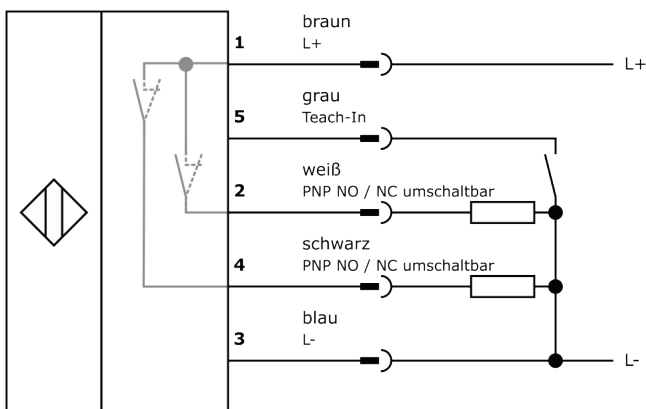 braun
1 L+ L+
grau
5 Teach-In
weiß
2 PNP NO / NC umschaltbar
schwarz
4 PNP NO / NC umschaltbar
blau
3 L- L-